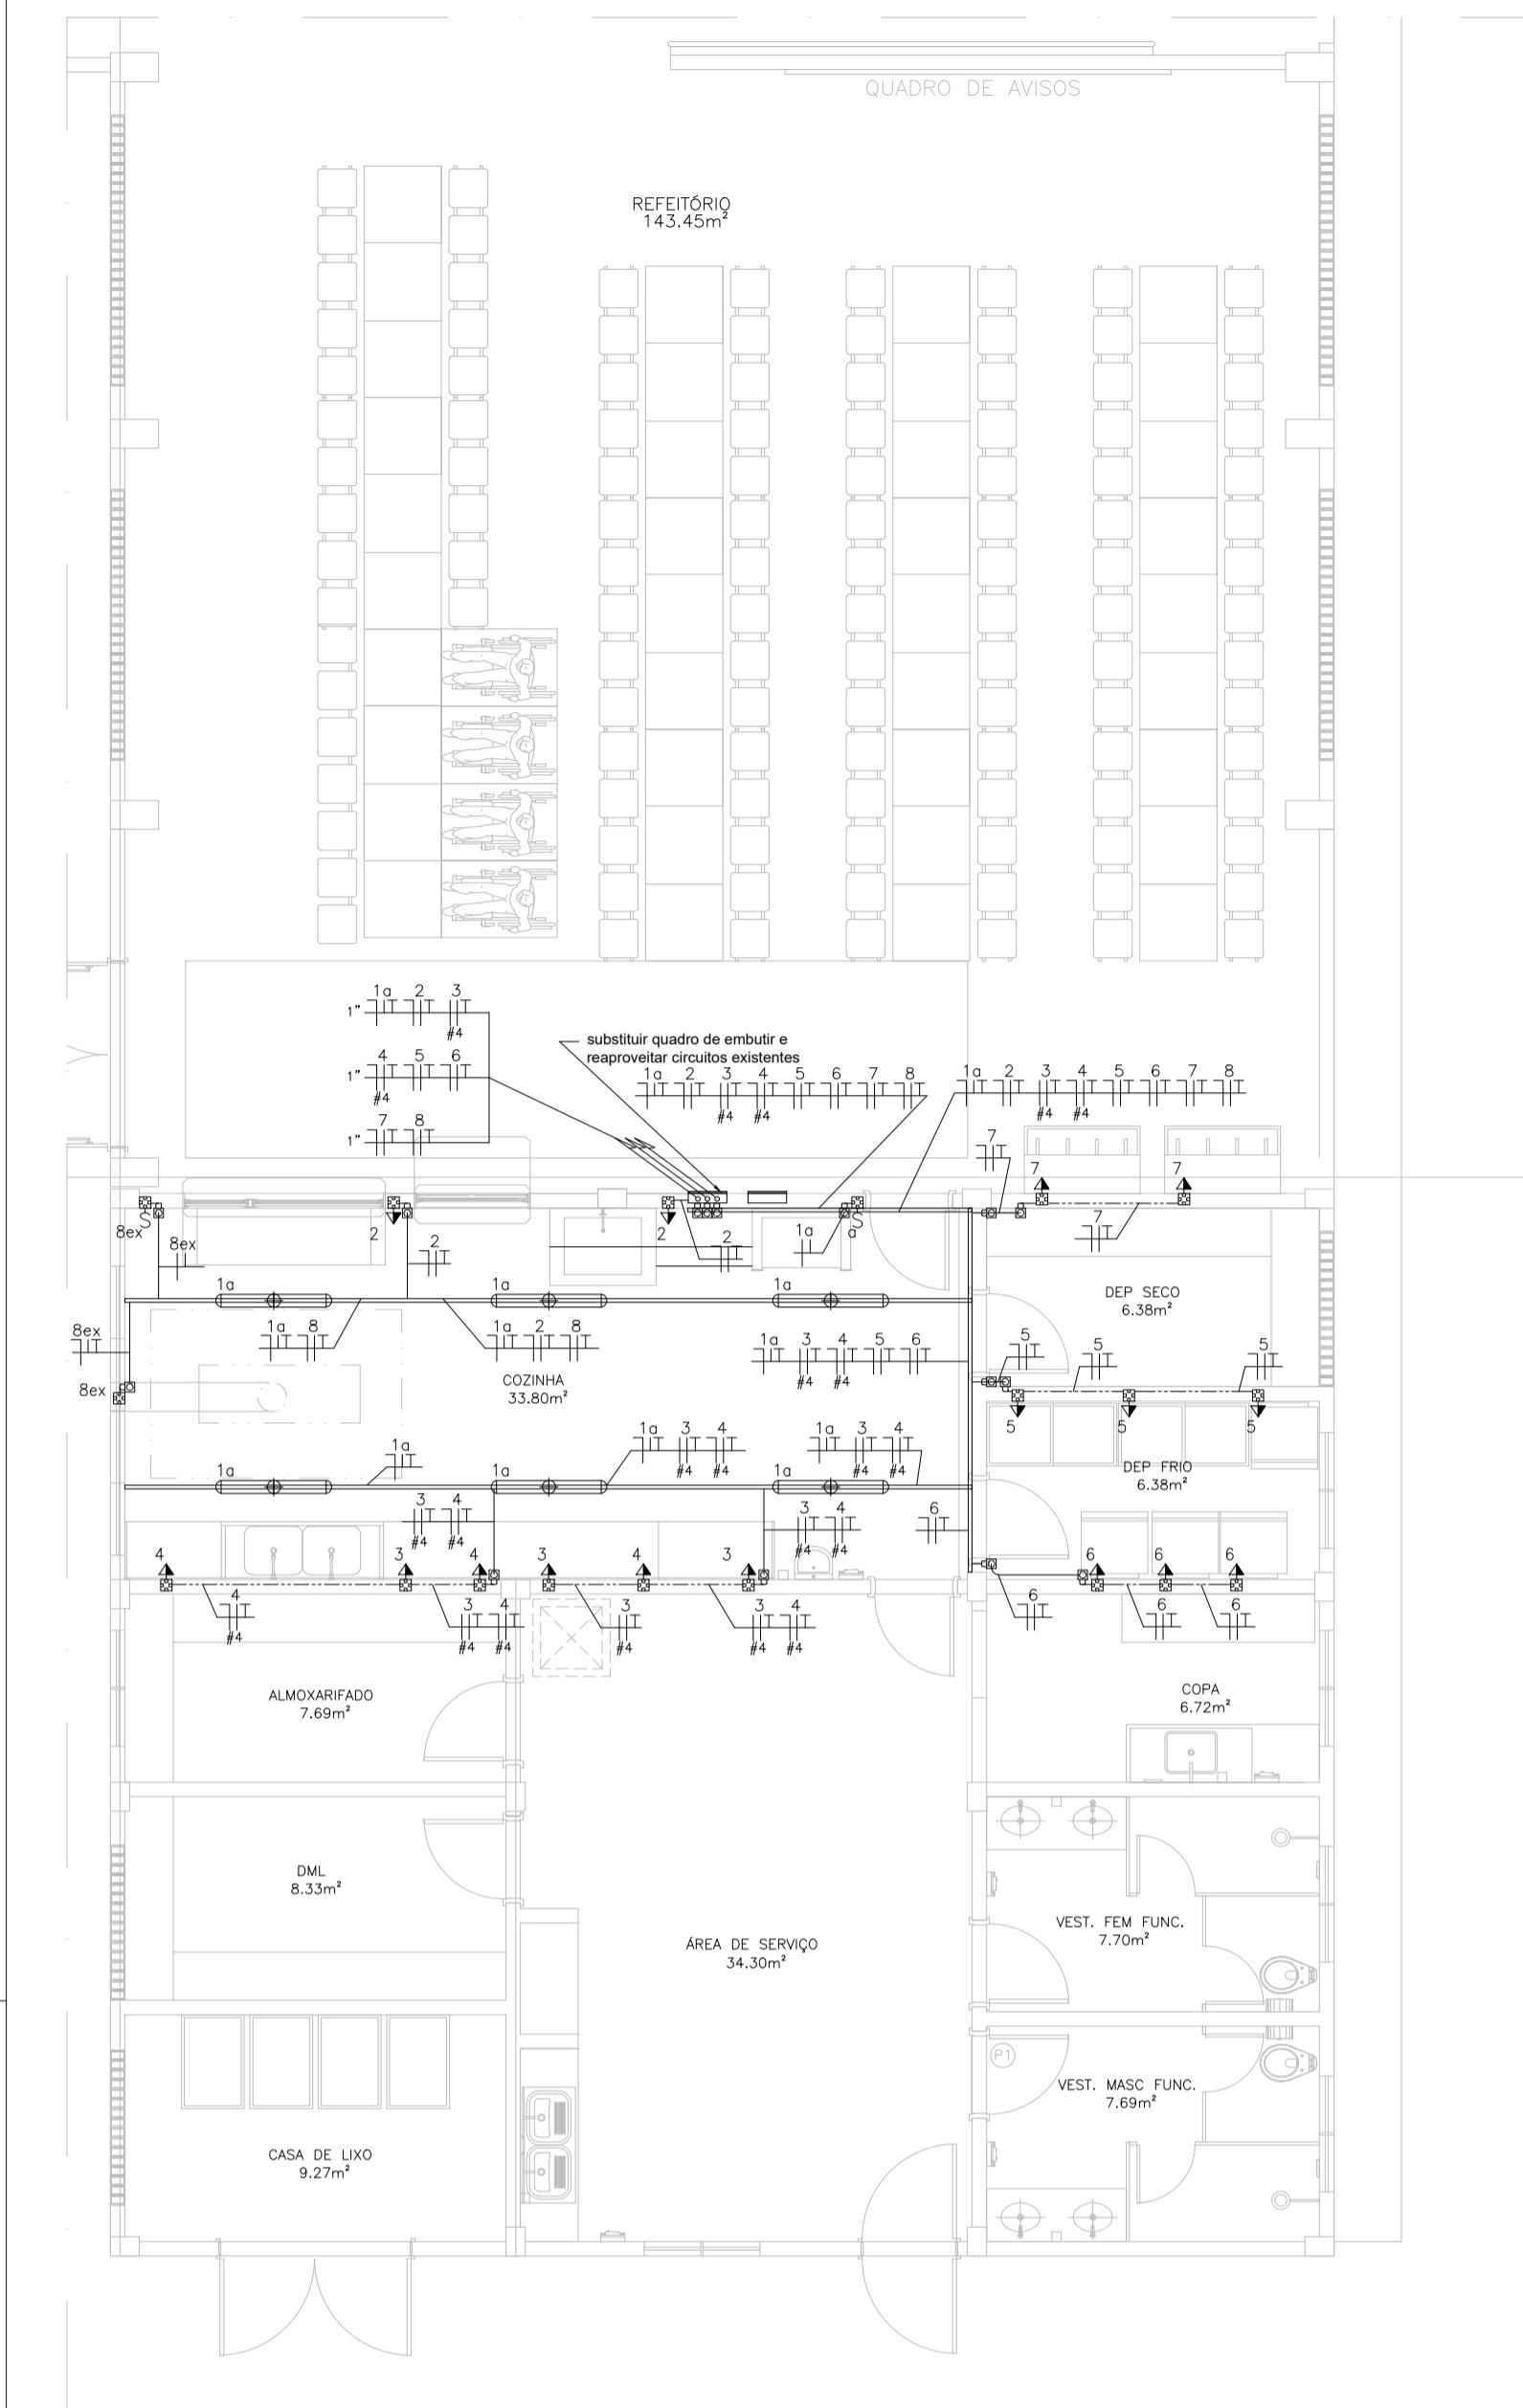 QUADRO DE AVISOS
REFEITÓRIO
143.45m²
1a 2 3
1"
#4
substituir quadro de embutir e
reaproveitar circuitos existentes
4 5 6
1"
#4
1a 2 3 4 5 6 7 8
#4 #4
1a 2 3 4 5 6 7 8
#4 #4
7 8
1"
7
7 7
S
8ex
2
8ex
2
2
2
1a
S
a
7
1a 1a 1a
DEP SECO
6.38m²
8ex
1a 8
1a 2 8
1a 3 4 5 6
#4 #4
5
5
5
8ex
COZINHA
33.80m²
5 5 5
1a
1a 3 4
#4 #4
1a 3 4
#4 #4
1a 1a 1a
DEP FRIO
6.38m²
3 4
#4 #4
3 4
#4 #4
6
4 3 4 3 4 3
6 6 6
4
#4
3 4
#4 #4
3
#4
3 4
#4 #4
6
6 6
ALMOXARIFADO
7.69m²
COPA
6.72m²
DML
8.33m²
VEST. FEM FUNC.
7.70m²
ÁREA DE SERVIÇO
34.30m²
P1
VEST. MASC FUNC.
7.69m²
CASA DE LIXO
9.27m²